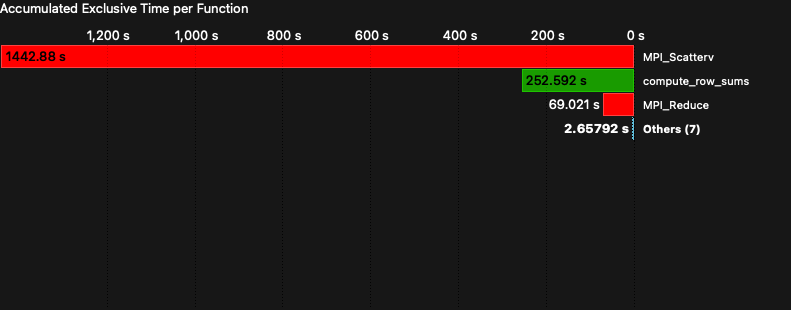 Accumulated Exclusive Time per Function
1,200 s 1,000 s 800 s 600 s 400 s 200 s 0 s
1442.88 s MPI_Scatterv
252.592 s compute_row_sums
69.021 s MPI_Reduce
2.65792 s Others (7)